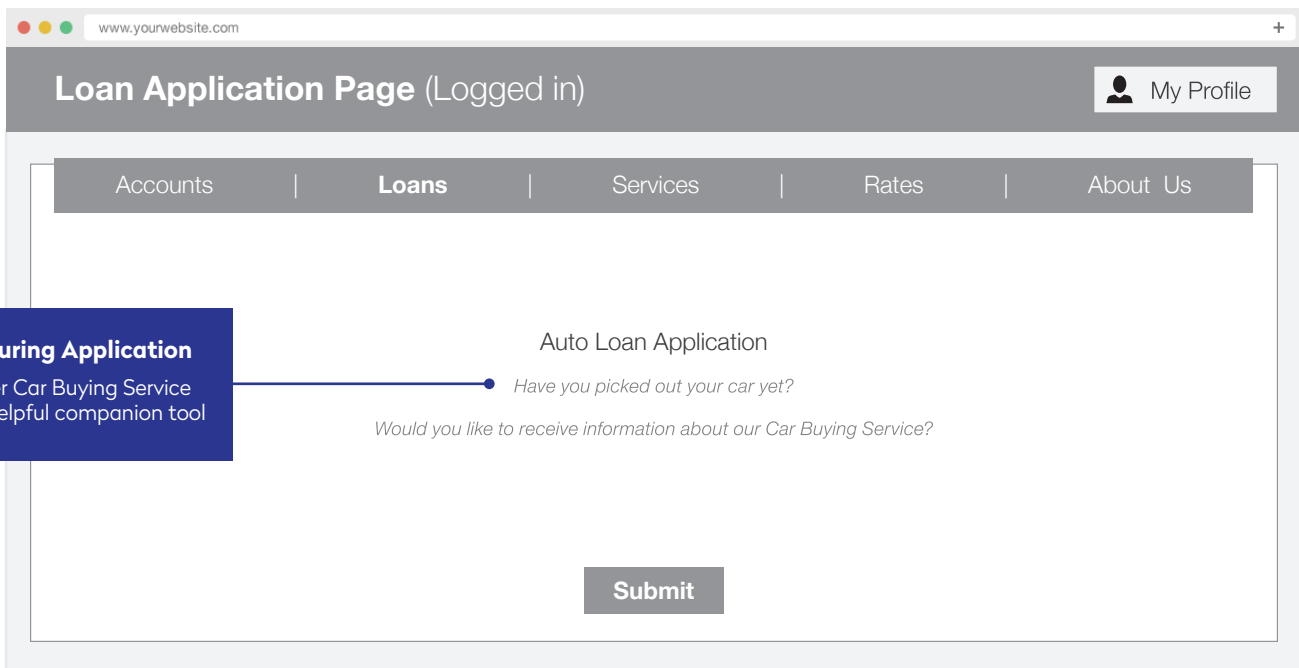 www.yourwebsite.com +
Loan Application Page (Logged in)
My Profile
Accounts | Loans | Services | Rates | About Us
uring Application
r Car Buying Service
elpful companion tool
Auto Loan Application
Have you picked out your car yet?
Would you like to receive information about our Car Buying Service?
Submit